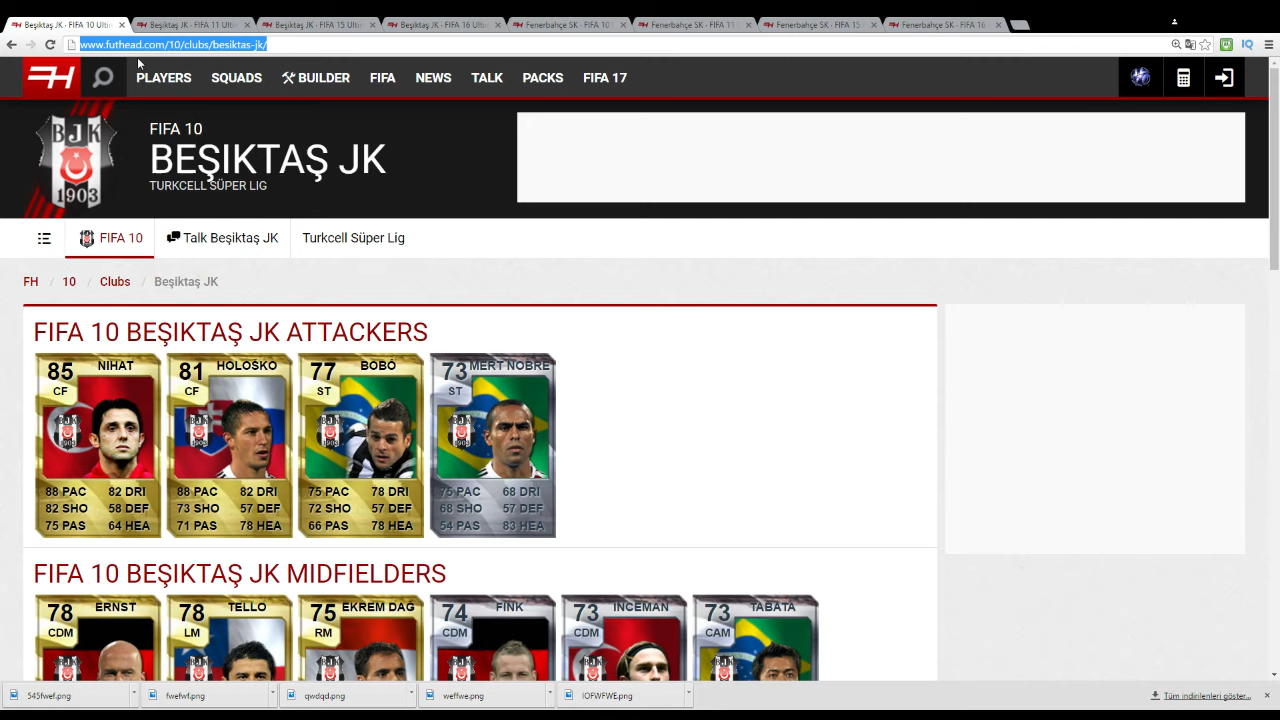 Beşiktaş JK - FIFA 10 Ultim
Beşiktaş JK - FIFA 11 Ultim
Beşiktaş JK - FIFA 15 Ultim
Beşiktaş JK - FIFA 16 Ultim
Fenerbahçe SK - FIFA 10
Fenerbahçe SK - FIFA 11
Fenerbahçe SK - FIFA 15
Fenerbahçe SK - FIFA 16
www.futhead.com/10/clubs/besiktas-jk/
IQ
FH
PLAYERS
SQUADS
BUILDER
FIFA
NEWS
TALK
PACKS
FIFA 17
BJK
1903
FIFA 10
BEŞIKTAŞ JK
TURKCELL SÜPER LIG
FIFA 10
Talk Beşiktaş JK
Turkcell Süper Lig
FH / 10 / Clubs / Beşiktaş JK
FIFA 10 BEŞIKTAŞ JK ATTACKERS
85 NIHAT
CF
88 PAC 82 DRI
82 SHO 58 DEF
75 PAS 64 HEA
81 HOLOŠKO
CF
88 PAC 82 DRI
73 SHO 57 DEF
71 PAS 78 HEA
77 BOBÔ
ST
75 PAC 78 DRI
72 SHO 57 DEF
66 PAS 78 HEA
73 MERT NOBRE
ST
75 PAC 68 DRI
68 SHO 57 DEF
54 PAS 83 HEA
FIFA 10 BEŞIKTAŞ JK MIDFIELDERS
78 ERNST
CDM
78 TELLO
LM
75 EKREM DAĞ
RM
74 FINK
CDM
73 INCEMAN
CDM
73 TABATA
CAM
545fwef.png
fwefwf.png
qwdqd.png
weffwe.png
IOFWFWE.png
Tüm indirilenleri göster...